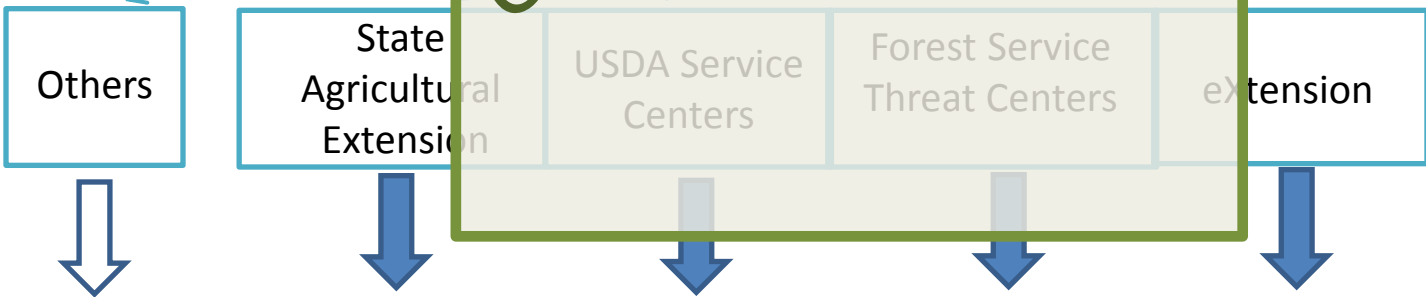 Others
State
Agricultural
Extension
USDA Service
Centers
Forest Service
Threat Centers
eXtension